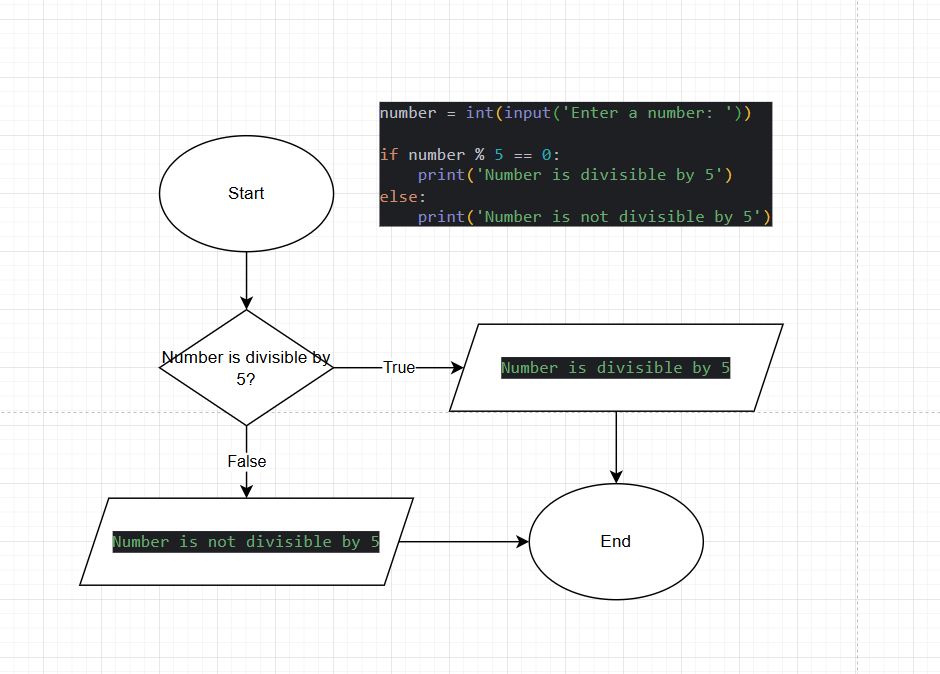 number = int(input('Enter a number: '))
if number % 5 == 0:
    print('Number is divisible by 5')
else:
    print('Number is not divisible by 5')
Start
Number is divisible by
5?
True
Number is divisible by 5
False
Number is not divisible by 5
End